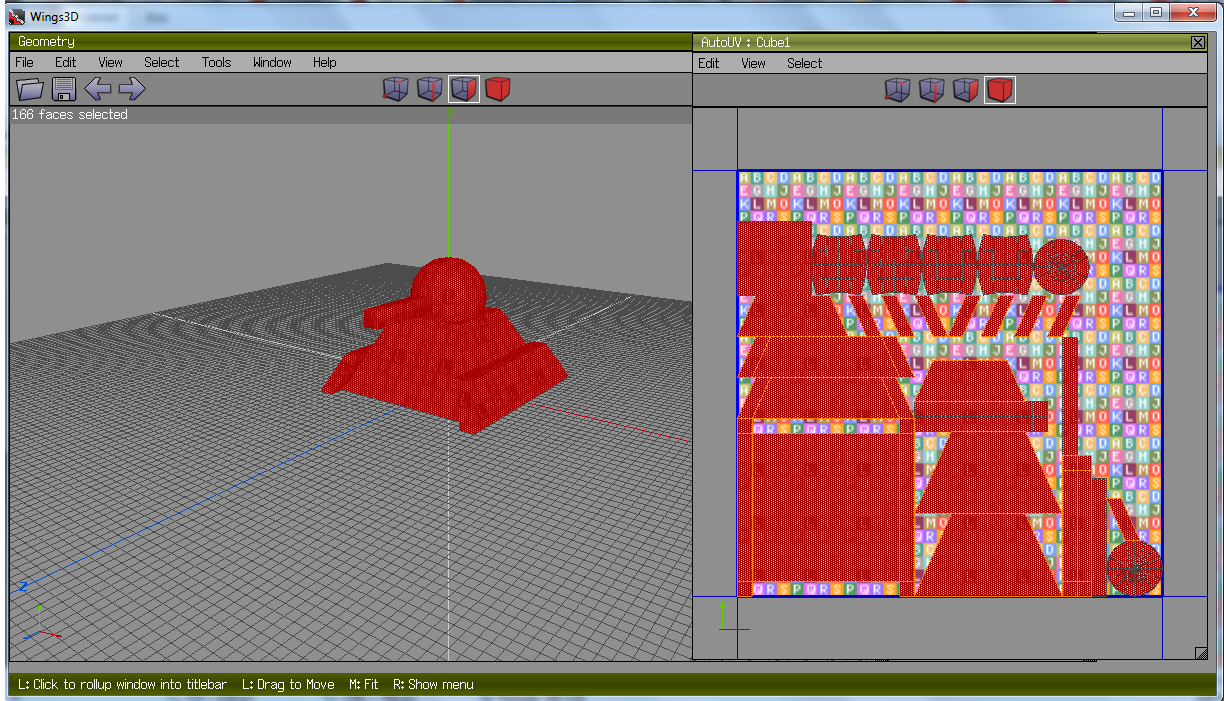 Wings3D
Geometry
File Edit View Select Tools Window Help
166 faces selected
Z
AutoUV : Cube1
Edit View Select
A B C D A B C D A B C D A B C D A B C D A B C D A B C D A B C D
E G H J E G H J E G H J E G H J E G H J E G H J E G H J E G H J
K L M O K L M O K L M O K L M O K L M O K L M O K L M O K L M O
P Q R S P Q R S P Q R S P Q R S P Q R S P Q R S P Q R S P Q R S
L: Click to rollup window into titlebar L: Drag to Move M: Fit R: Show menu